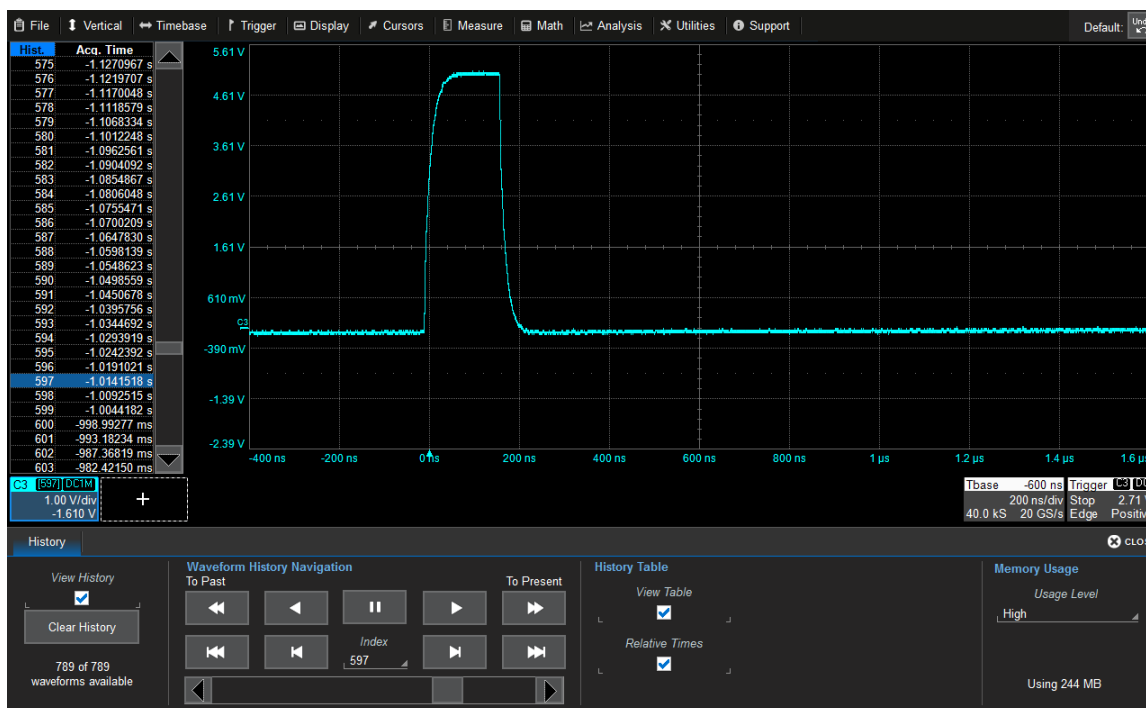 File Vertical Timebase Trigger Display Cursors Measure Math Analysis Utilities Support Default: Und
Hist. Acq. Time
575 -1.1270967 s
576 -1.1219707 s
577 -1.1170048 s
578 -1.1118579 s
579 -1.1068334 s
580 -1.1012248 s
581 -1.0962561 s
582 -1.0904092 s
583 -1.0854867 s
584 -1.0806048 s
585 -1.0755471 s
586 -1.0700209 s
587 -1.0647830 s
588 -1.0598139 s
589 -1.0548623 s
590 -1.0498559 s
591 -1.0450678 s
592 -1.0395756 s
593 -1.0344692 s
594 -1.0293919 s
595 -1.0242392 s
596 -1.0191021 s
597 -1.0141518 s
598 -1.0092515 s
599 -1.0044182 s
600 -998.99277 ms
601 -993.18234 ms
602 -987.36819 ms
603 -982.42150 ms
5.61 V
4.61 V
3.61 V
2.61 V
1.61 V
610 mV
C3
-390 mV
-1.39 V
-2.39 V
-400 ns -200 ns 0 ns 200 ns 400 ns 600 ns 800 ns 1 µs 1.2 µs 1.4 µs 1.6 µs
C3 [597] DC1M
1.00 V/div
-1.610 V
+
Tbase -600 ns
200 ns/div
40.0 kS 20 GS/s
Trigger C3 DC
Stop 2.71 V
Edge Positiv
History
CLOS
View History
Clear History
789 of 789
waveforms available
Waveform History Navigation
To Past To Present
Index
597
History Table
View Table
Relative Times
Memory Usage
Usage Level
High
Using 244 MB